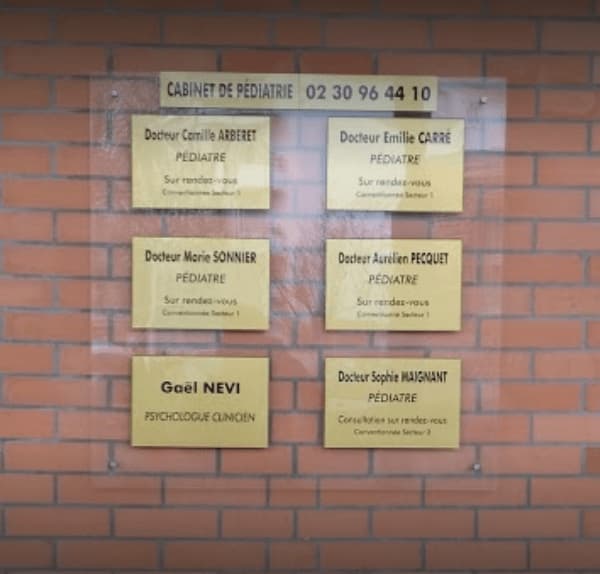 CABINET DE PÉDIATRIE 02 30 96 44 10
Docteur Camille ARBERET
PÉDIATRE
Sur rendez-vous
Conventionnée Secteur 1
Docteur Emilie CARRÉ
PÉDIATRE
Sur rendez-vous
Conventionnée Secteur 1
Docteur Marie SONNIER
PÉDIATRE
Sur rendez-vous
Conventionnée Secteur 1
Docteur Aurélien PECQUET
PÉDIATRE
Sur rendez-vous
Conventionné Secteur 1
Gaël NEVI
PSYCHOLOGUE CLINICIEN
Docteur Sophie MAIGNANT
PÉDIATRE
Consultation sur rendez-vous
Conventionnée Secteur 2